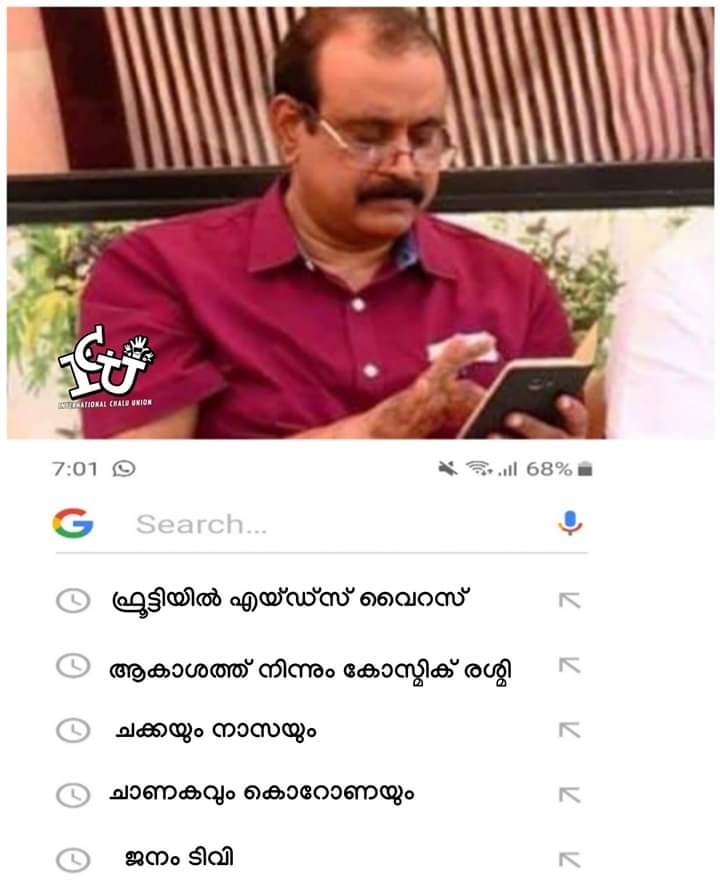 ICU
INTERNATIONAL CHALU UNION
7:01 68%
Search...
ഫ്രൂട്ടിയിൽ എയ്ഡ്സ് വൈറസ്
ആകാശത്ത് നിന്നും കോസ്മിക് രശ്മി
ചക്കയും നാസയും
ചാണകവും കൊറോണയും
ജനം ടിവി